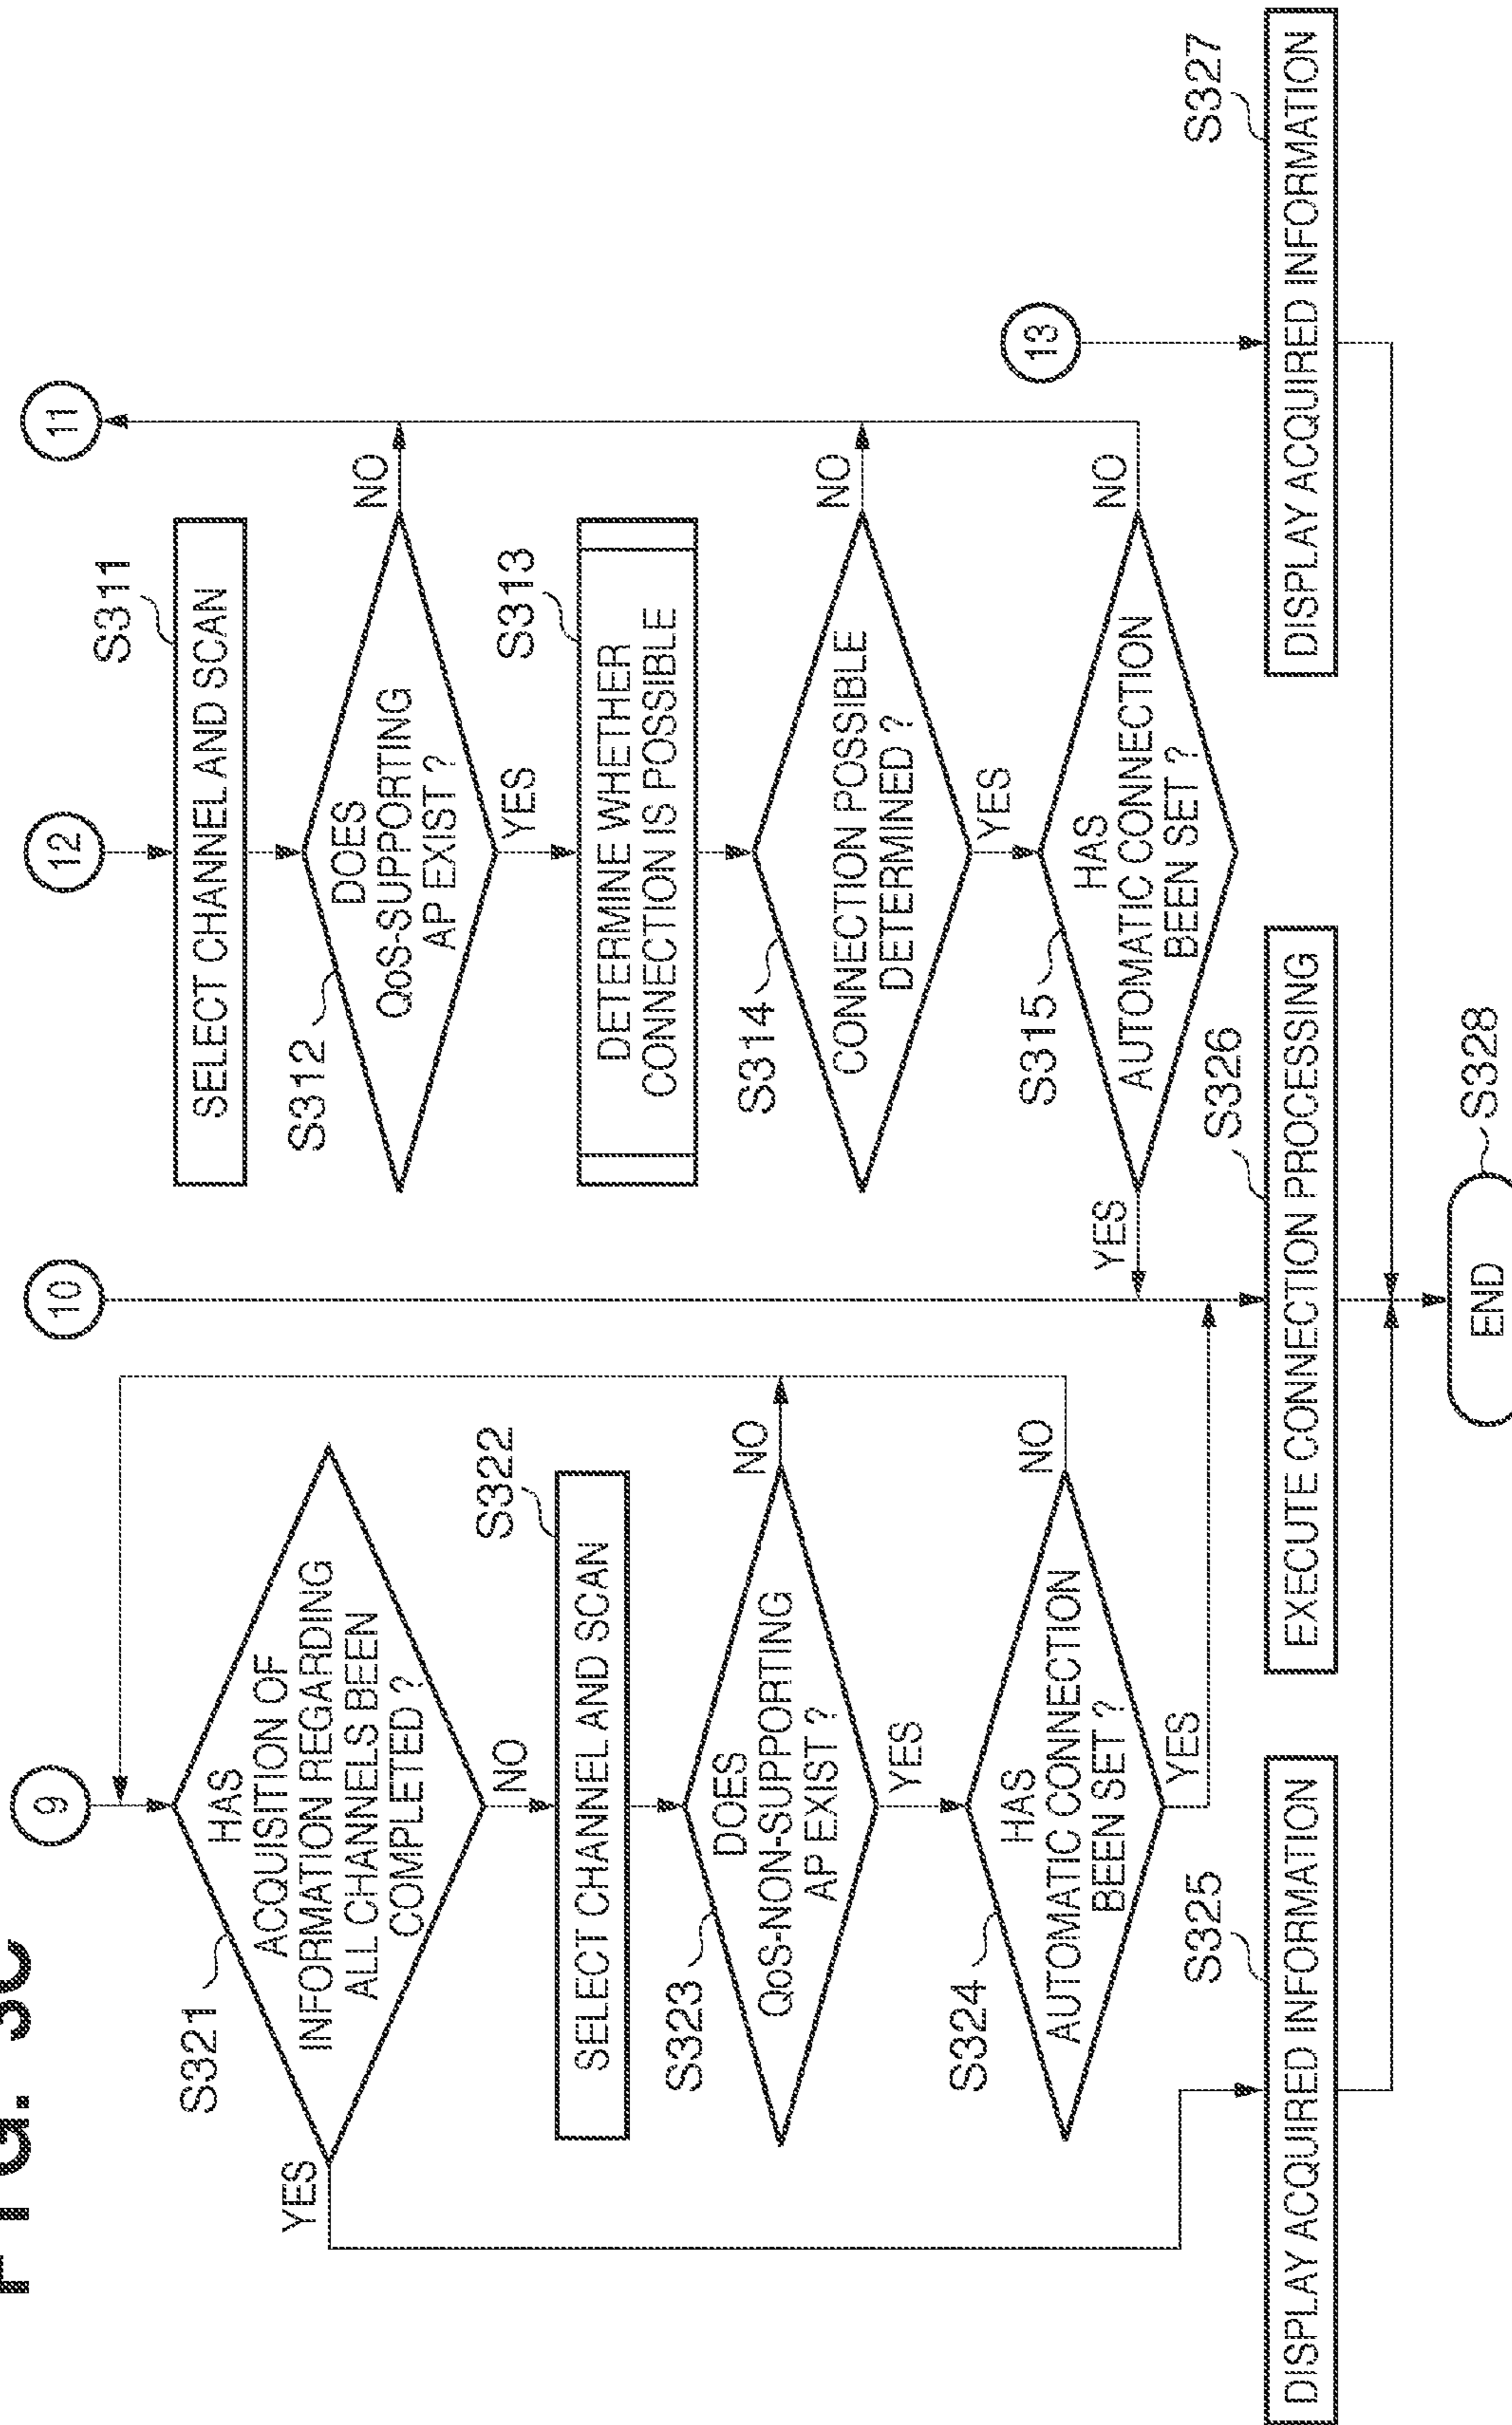 FIG. 3C
9
10
12
11
S321
HAS
ACQUISITION OF
INFORMATION REGARDING
ALL CHANNELS BEEN
COMPLETED ?
YES
NO
S322
SELECT CHANNEL AND SCAN
S323
DOES
QoS-NON-SUPPORTING
AP EXIST ?
NO
YES
S324
HAS
AUTOMATIC CONNECTION
BEEN SET ?
NO
YES
S325
DISPLAY ACQUIRED INFORMATION
S311
SELECT CHANNEL AND SCAN
S312
DOES
QoS-SUPPORTING
AP EXIST ?
NO
YES
S313
DETERMINE WHETHER
CONNECTION IS POSSIBLE
S314
CONNECTION POSSIBLE
DETERMINED ?
NO
YES
S315
HAS
AUTOMATIC CONNECTION
BEEN SET ?
YES
NO
13
S326
EXECUTE CONNECTION PROCESSING
S327
DISPLAY ACQUIRED INFORMATION
END
S328